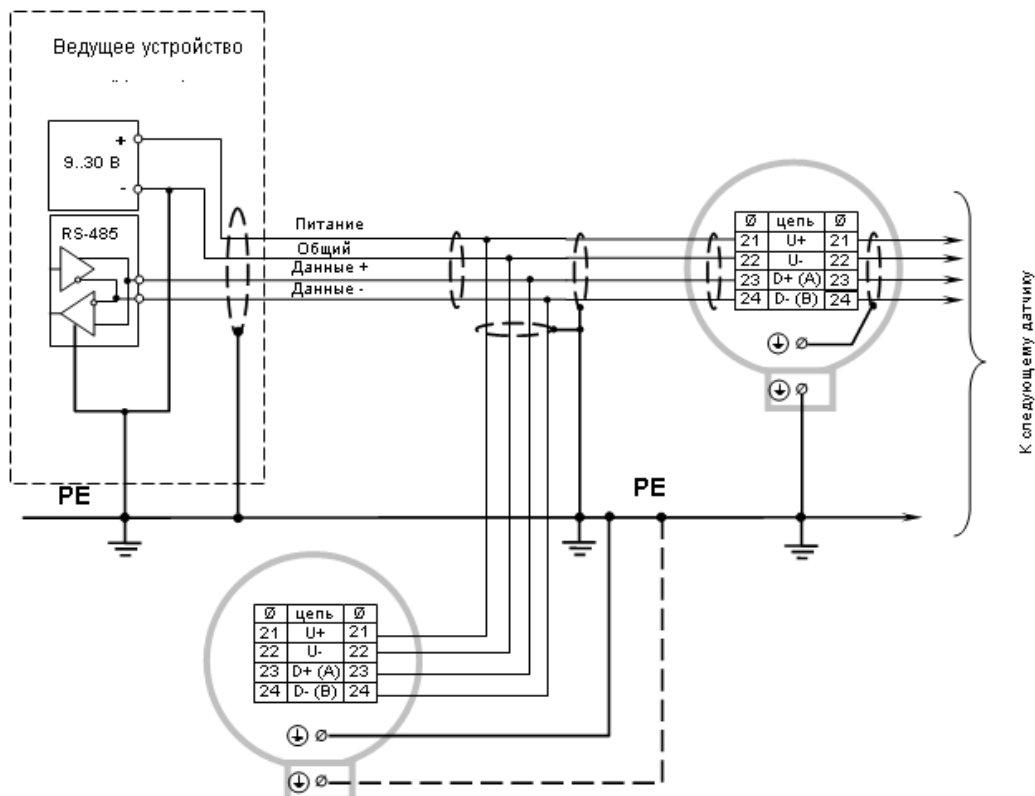 Ведущее устройство
+
9..30 В
-
RS-485
Питание
Общий
Данные +
Данные -
Ø цепь Ø
21 U+ 21
22 U- 22
23 D+ (A) 23
24 D- (B) 24
Ø
Ø
К следующему датчику
PE
PE
Ø цепь Ø
21 U+ 21
22 U- 22
23 D+ (A) 23
24 D- (B) 24
Ø
Ø